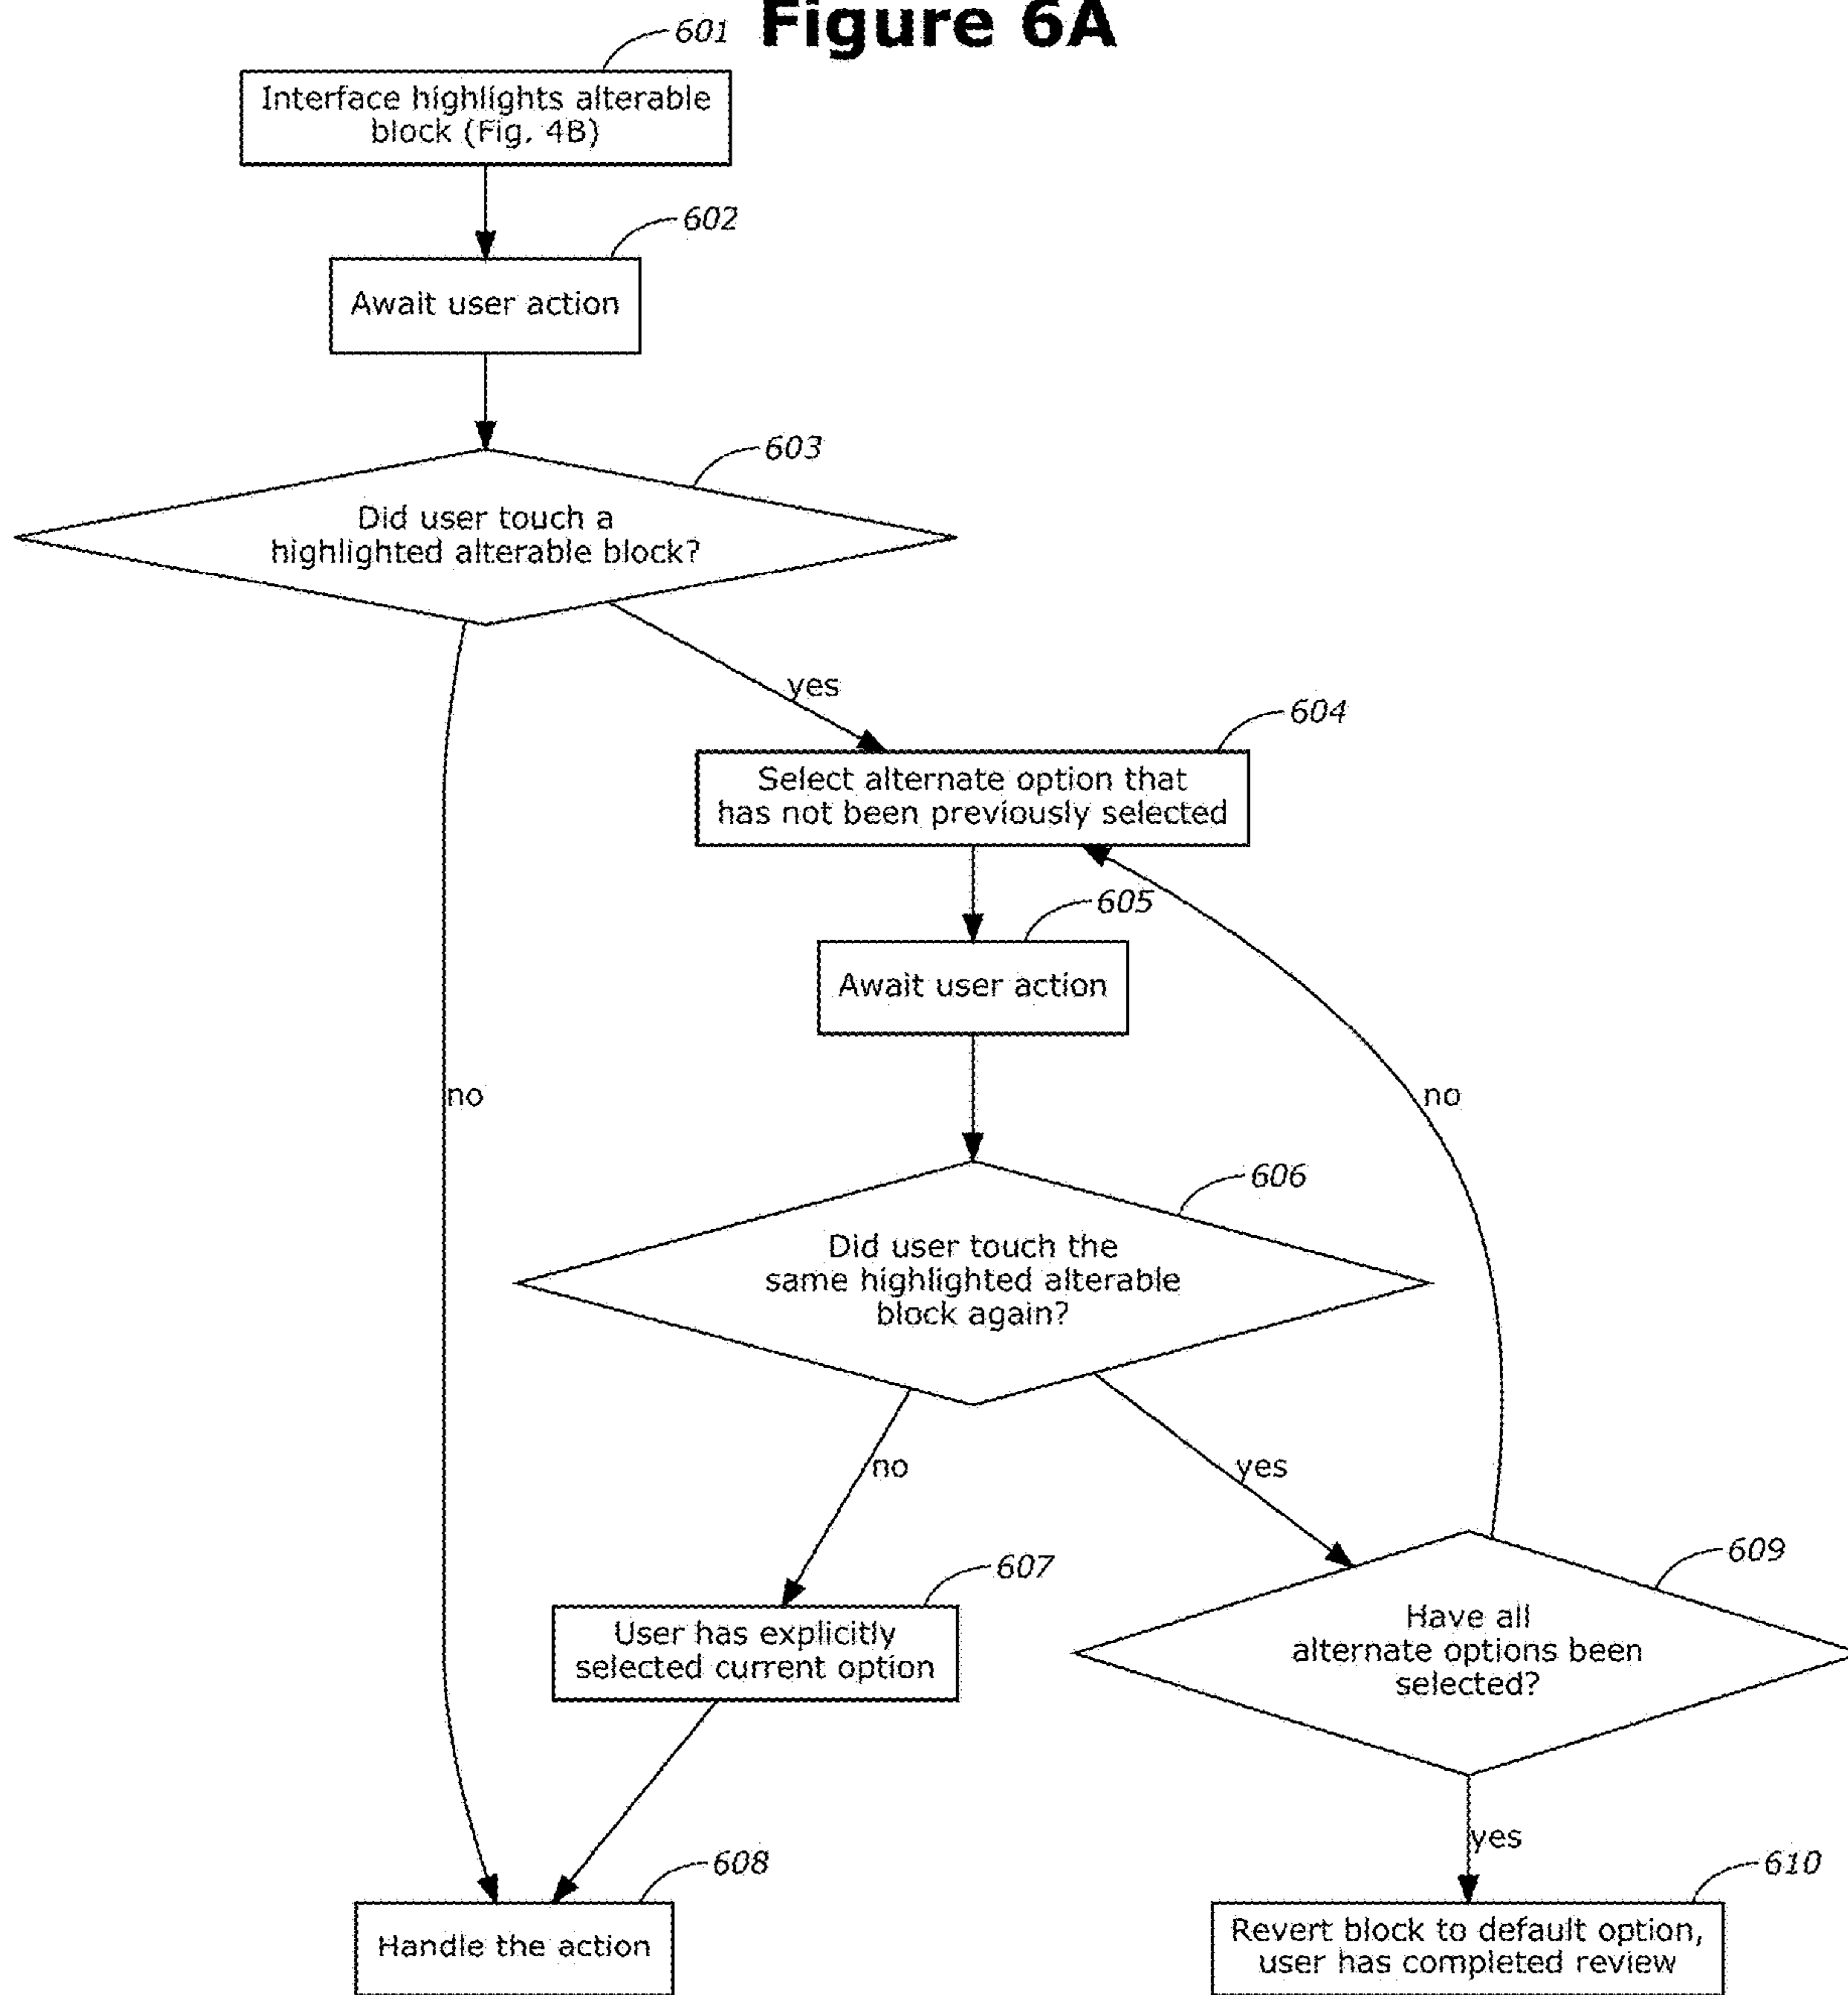 Figure 6A
601
Interface highlights alterable
block (Fig. 4B)
602
Await user action
603
Did user touch a
highlighted alterable block?
yes
604
Select alternate option that
has not been previously selected
605
Await user action
no
no
606
Did user touch the
same highlighted alterable
block again?
no
yes
607
User has explicitly
selected current option
609
Have all
alternate options been
selected?
yes
608
Handle the action
610
Revert block to default option,
user has completed review